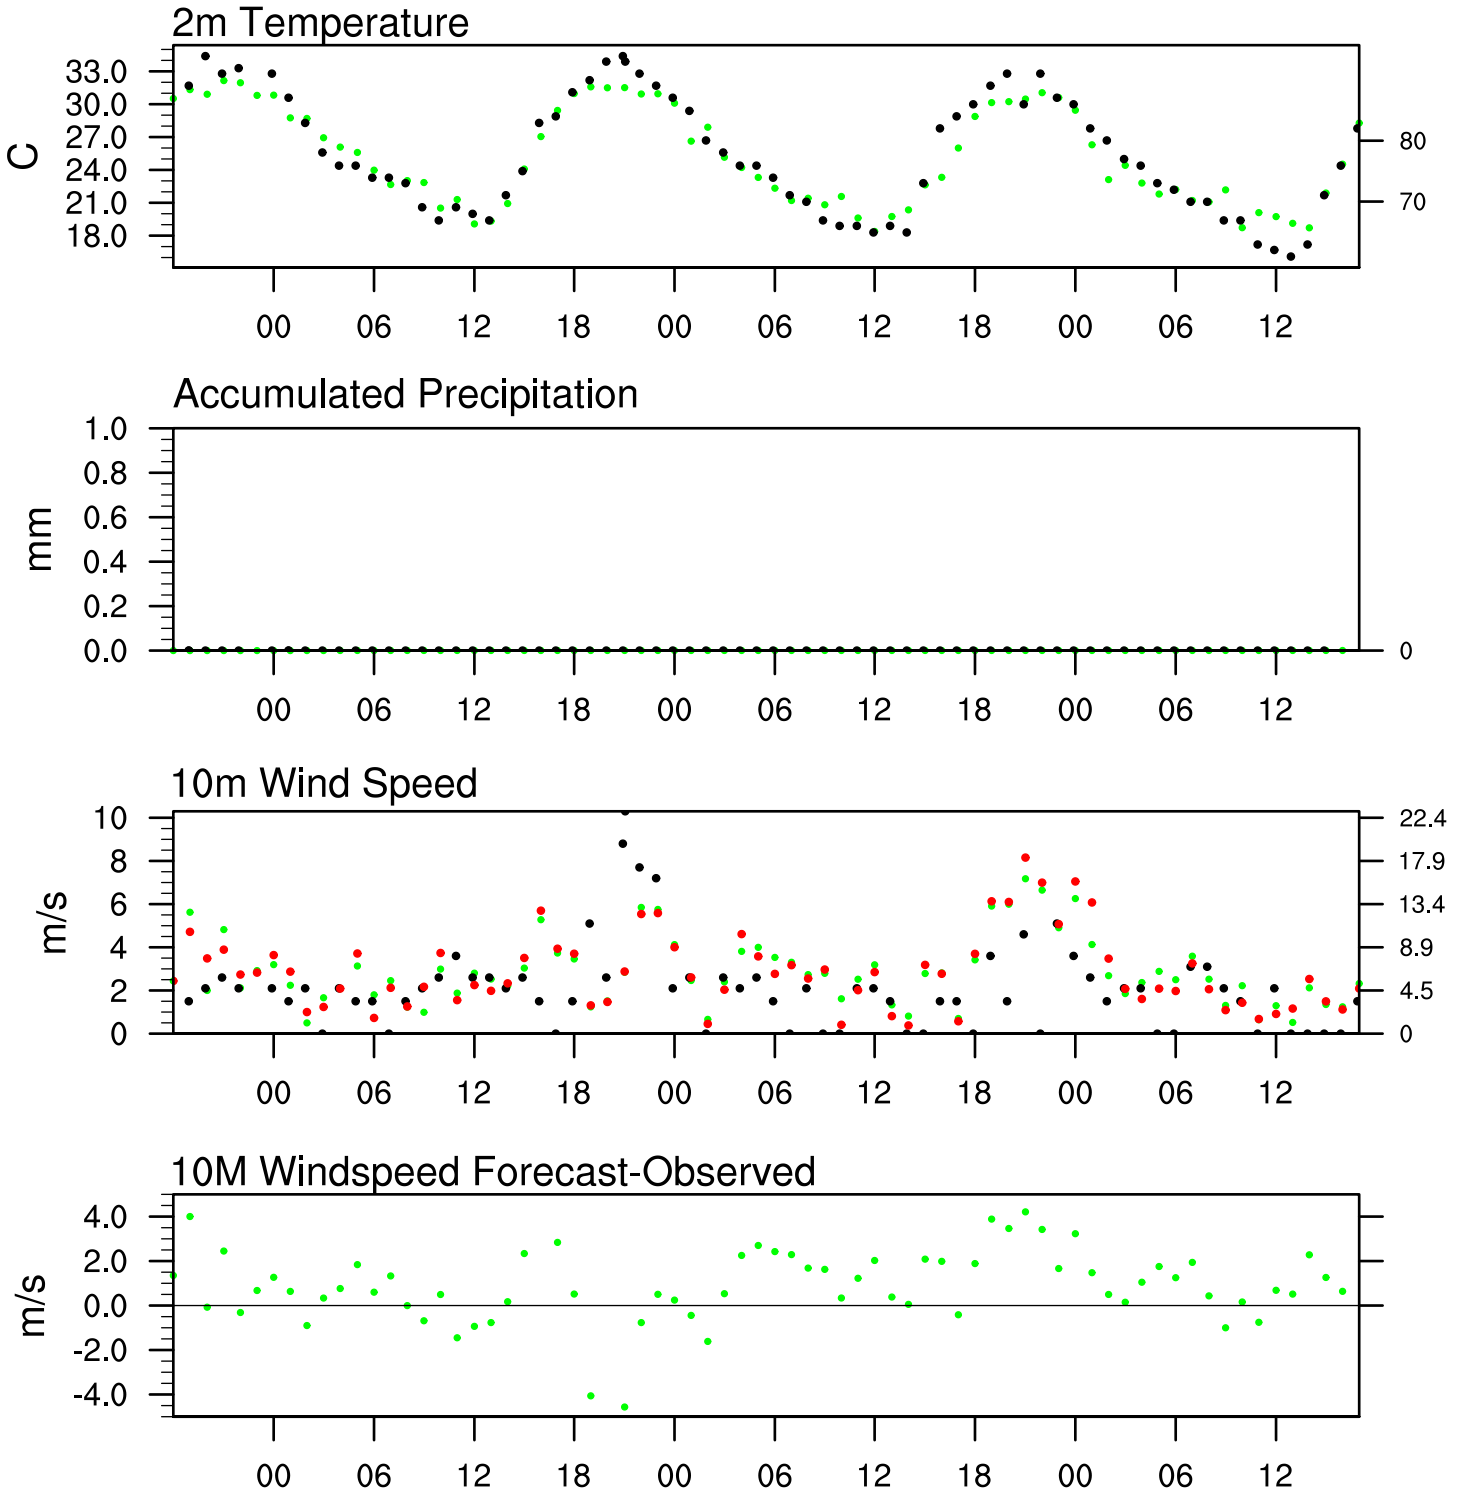 2m Temperature
33.0
30.0
27.0
24.0
21.0
18.0
C
80
70
00 06 12 18 00 06 12 18 00 06 12
Accumulated Precipitation
1.0
0.8
0.6
0.4
0.2
0.0
mm
0
00 06 12 18 00 06 12 18 00 06 12
10m Wind Speed
10
8
6
4
2
0
m/s
22.4
17.9
13.4
8.9
4.5
0
00 06 12 18 00 06 12 18 00 06 12
10M Windspeed Forecast-Observed
4.0
2.0
0.0
-2.0
-4.0
m/s
00 06 12 18 00 06 12 18 00 06 12